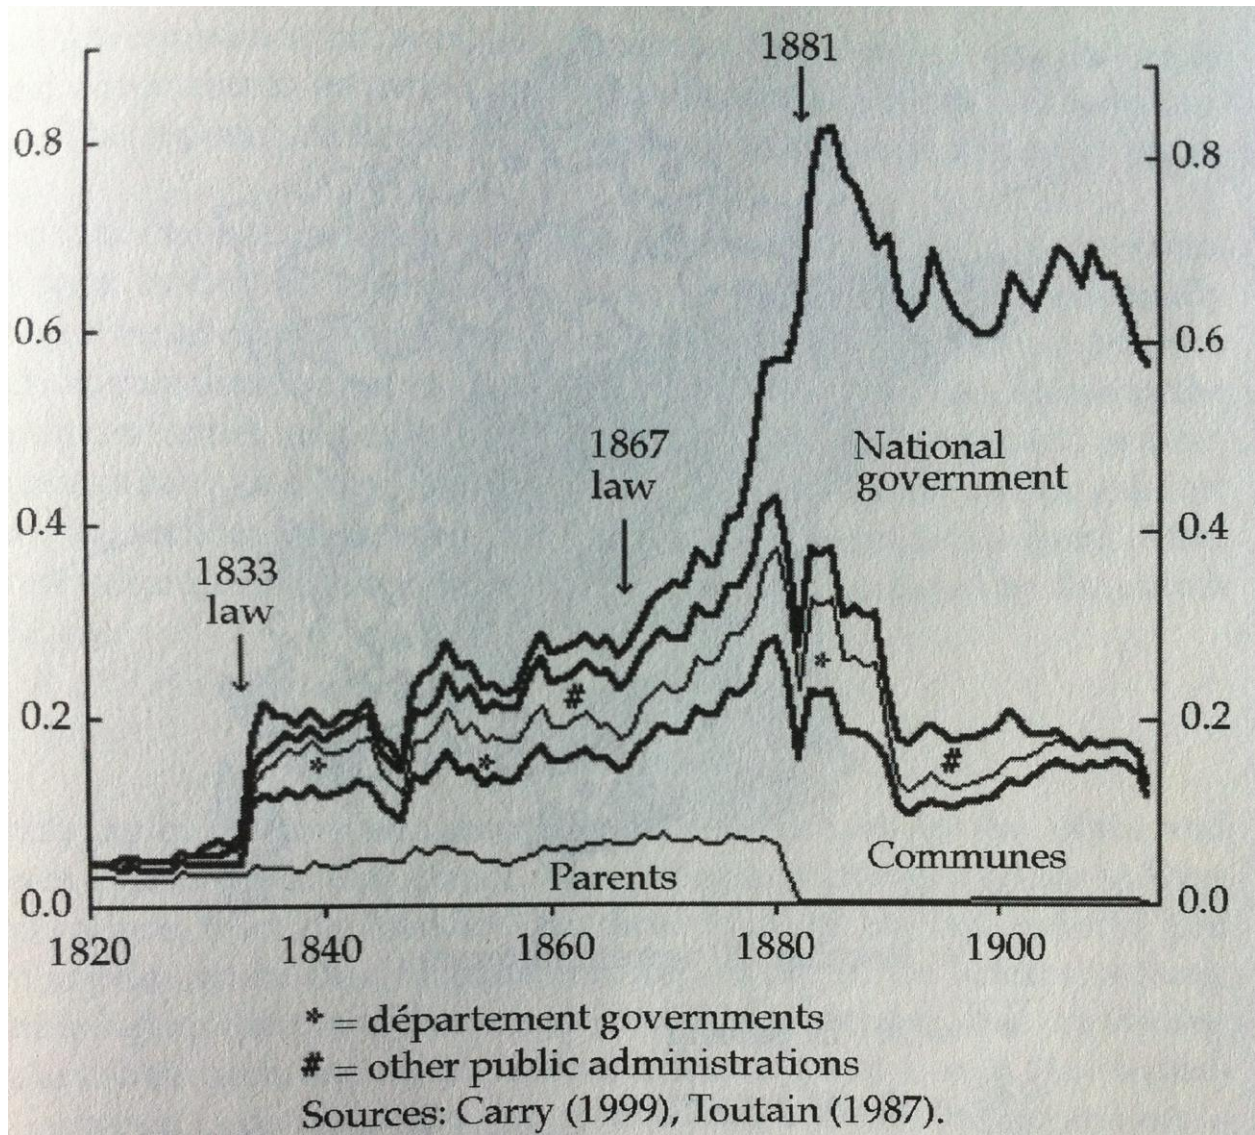 1881
0.8
0.8
0.6
0.6
1867
law
National
government
0.4
0.4
1833
law
0.2
0.2
*
#
*
*
#
Parents
Communes
0.0
0.0
1820
1840
1860
1880
1900
* = département governments
# = other public administrations
Sources: Carry (1999), Toutain (1987).